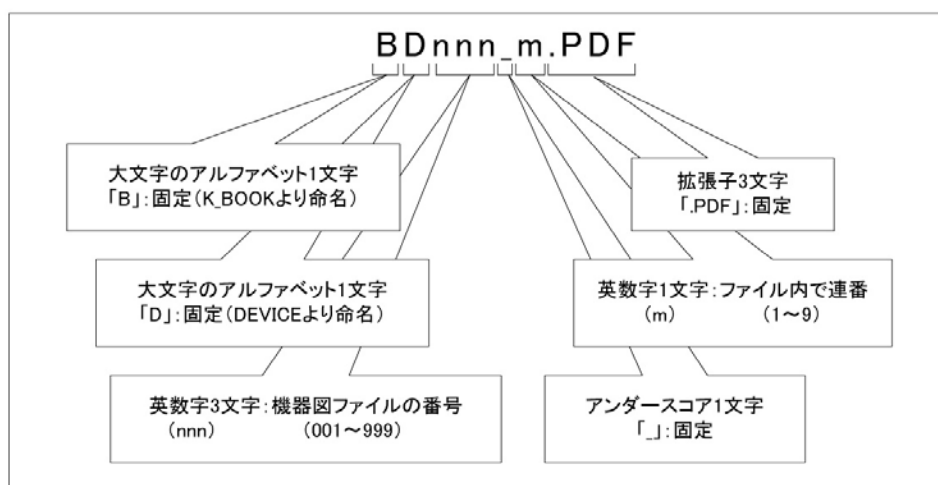 BDnnn_m.PDF
大文字のアルファベット1文字
「B」:固定(K_BOOKより命名)
拡張子3文字
「.PDF」:固定
大文字のアルファベット1文字
「D」:固定(DEVICEより命名)
英数字1文字:ファイル内で連番
(m) (1～9)
英数字3文字:機器図ファイルの番号
(nnn) (001～999)
アンダースコア1文字
「_」:固定